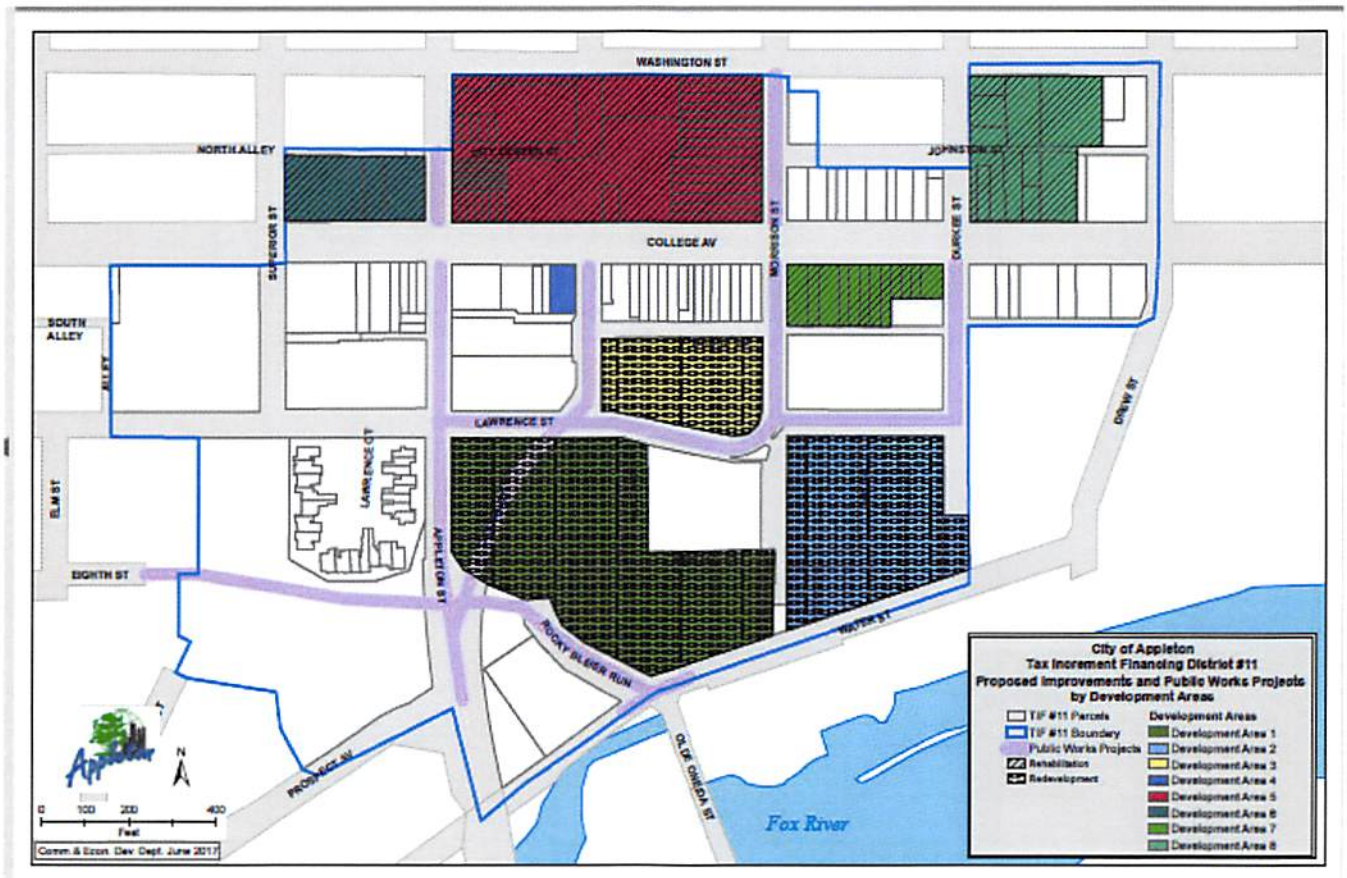 WASHINGTON ST
NORTH ALLEY
JOHNSTON ST
SUPERIOR ST
MORRISON ST
DURKEE ST
COLLEGE AV
SOUTH
ALLEY
ALLEY
DREW ST
LAWRENCE ST
LAWRENCE CT
ELM ST
APPLETON ST
EIGHTH ST
ROCKY BLEIER RUN
WATER ST
PROSPECT AV
OLDE ONEIDA ST
Fox River
Appleton
N
0 100 200 400
Feet
Comm & Econ. Dev. Dept. June 2017
City of Appleton
Tax Increment Financing District #11
Proposed Improvements and Public Works Projects
by Development Areas
TIF #11 Parcels
TIF #11 Boundary
Public Works Projects
Rehabilitation
Redevelopment
Development Areas
Development Area 1
Development Area 2
Development Area 3
Development Area 4
Development Area 5
Development Area 6
Development Area 7
Development Area 8